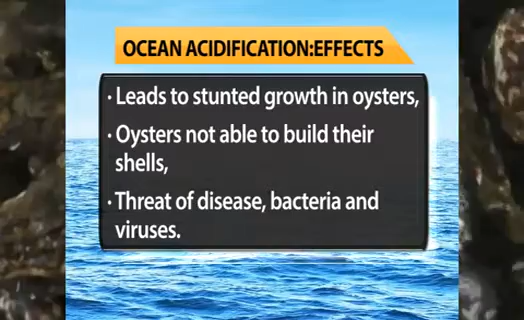 OCEAN ACIDIFICATION:EFFECTS
· Leads to stunted growth in oysters,
· Oysters not able to build their
shells,
· Threat of disease, bacteria and
viruses.